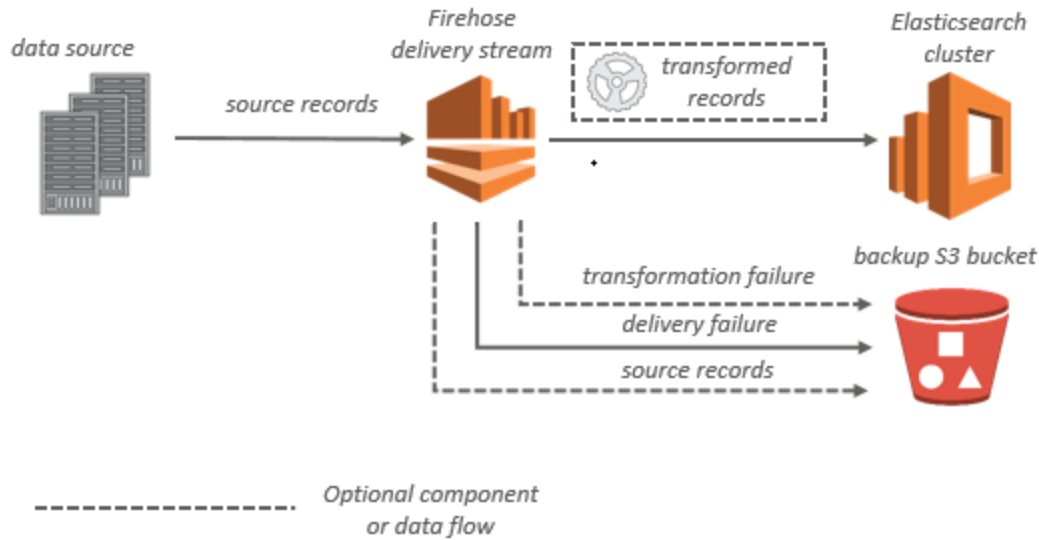 data source
source records
Firehose
delivery stream
transformed
records
Elasticsearch
cluster
backup S3 bucket
transformation failure
delivery failure
source records
Optional component
or data flow